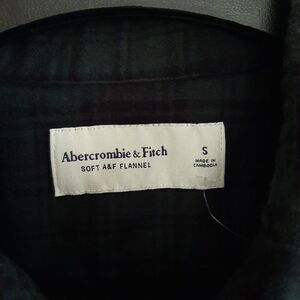 Abercrombie & Fitch
SOFT A&F FLANNEL
S
MADE IN
CAMBODIA